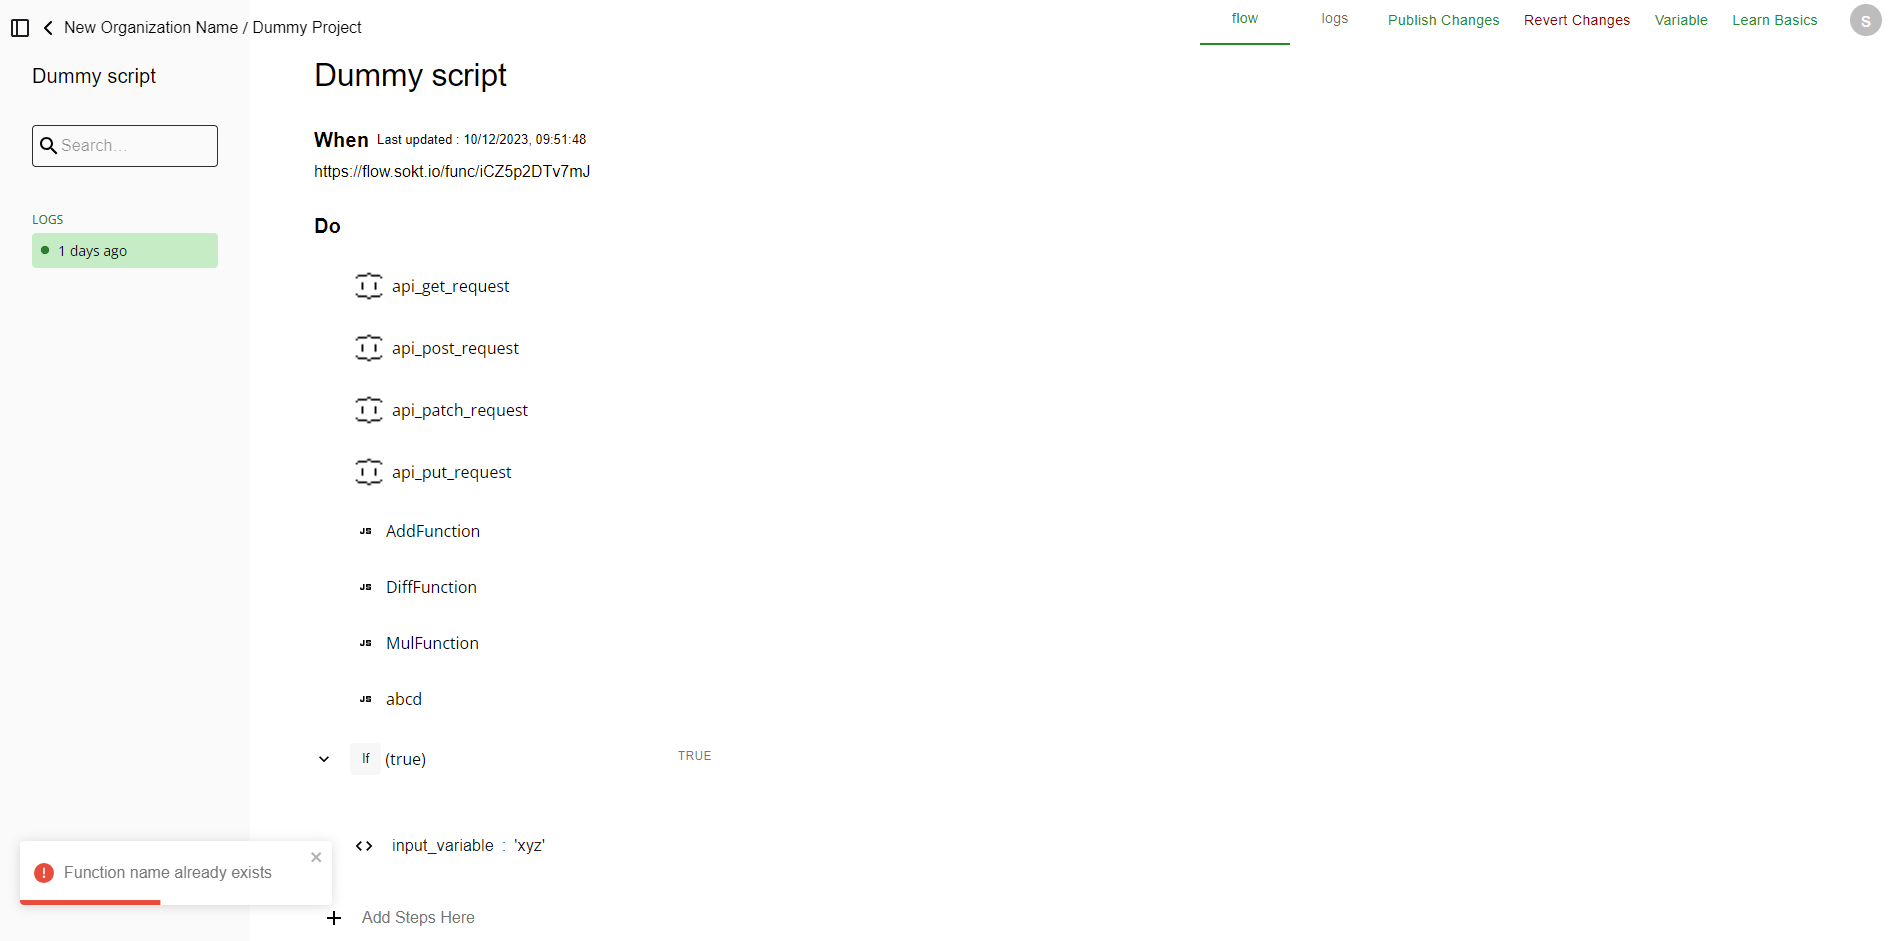 New Organization Name / Dummy Project
flow
logs
Publish Changes
Revert Changes
Variable
Learn Basics
S
Dummy script
Search...
LOGS
1 days ago
Dummy script
When Last updated : 10/12/2023, 09:51:48
https://flow.sokt.io/func/iCZ5p2DTv7mJ
Do
api_get_request
api_post_request
api_patch_request
api_put_request
JS AddFunction
JS DiffFunction
JS MulFunction
JS abcd
If (true) TRUE
<> input_variable : 'xyz'
Function name already exists
+ Add Steps Here